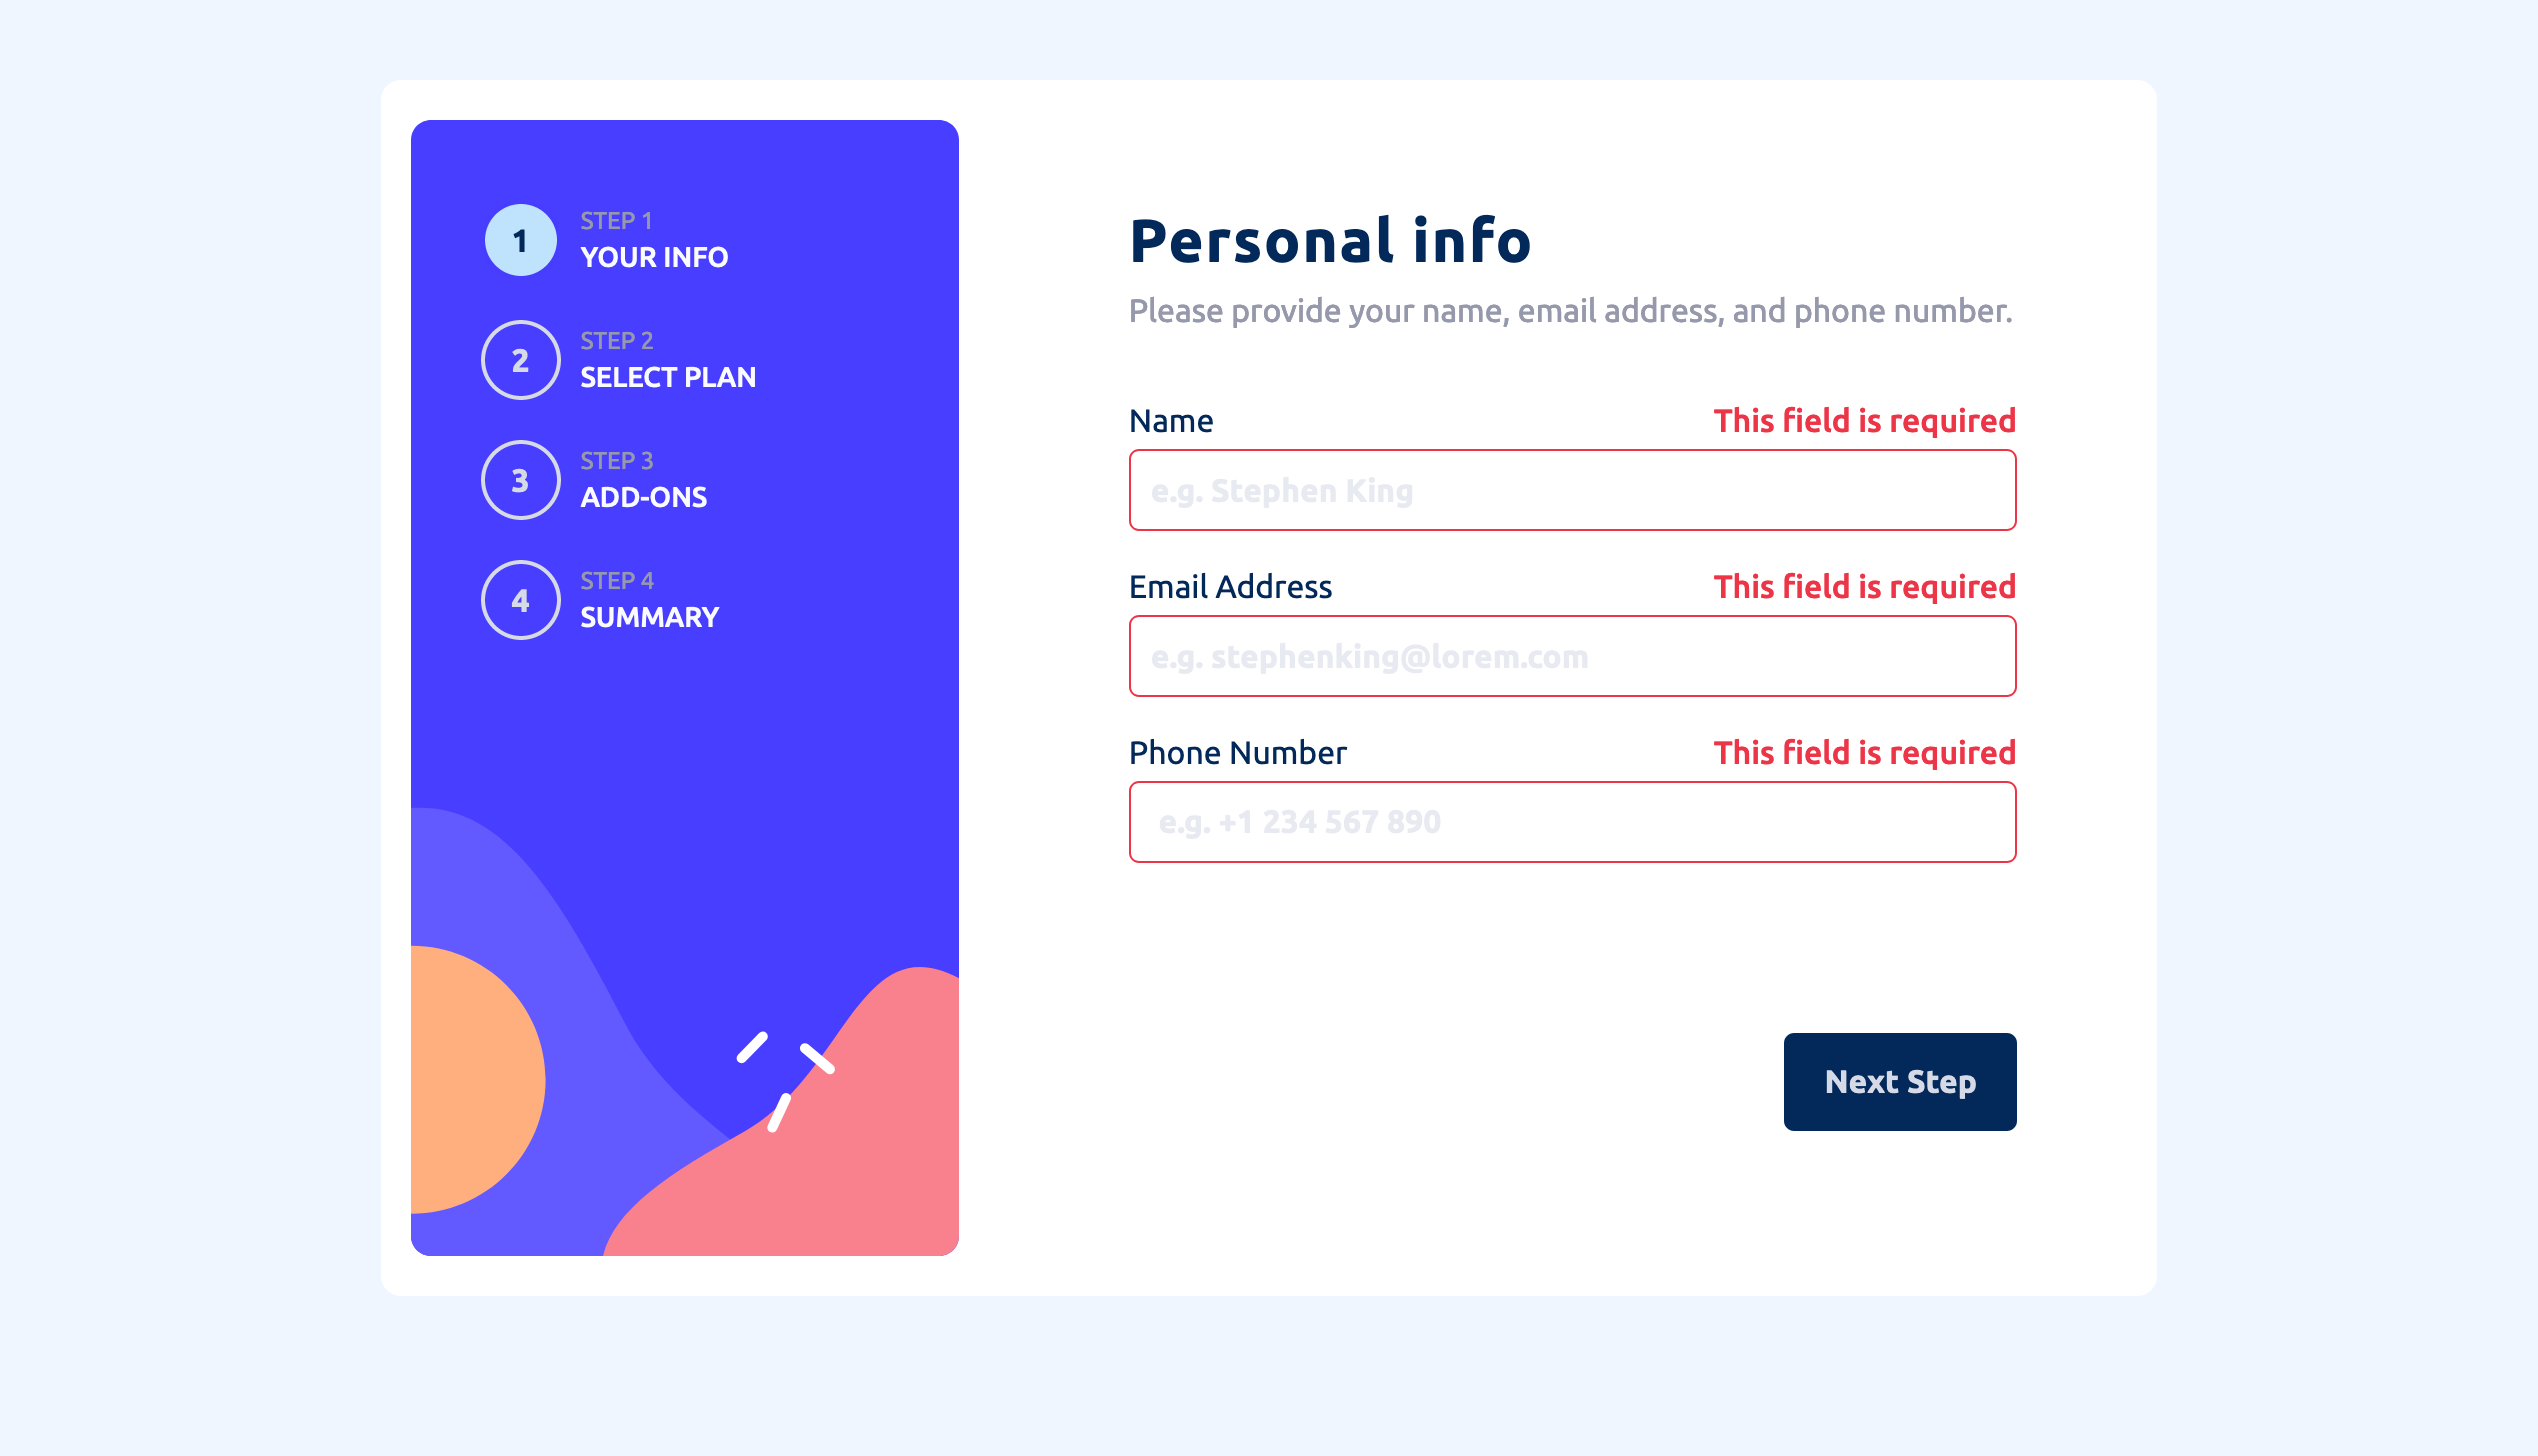 1
STEP 1
YOUR INFO
2
STEP 2
SELECT PLAN
3
STEP 3
ADD-ONS
4
STEP 4
SUMMARY
Personal info
Please provide your name, email address, and phone number.
Name This field is required
e.g. Stephen King
Email Address This field is required
e.g. stephenking@lorem.com
Phone Number This field is required
e.g. +1 234 567 890
Next Step